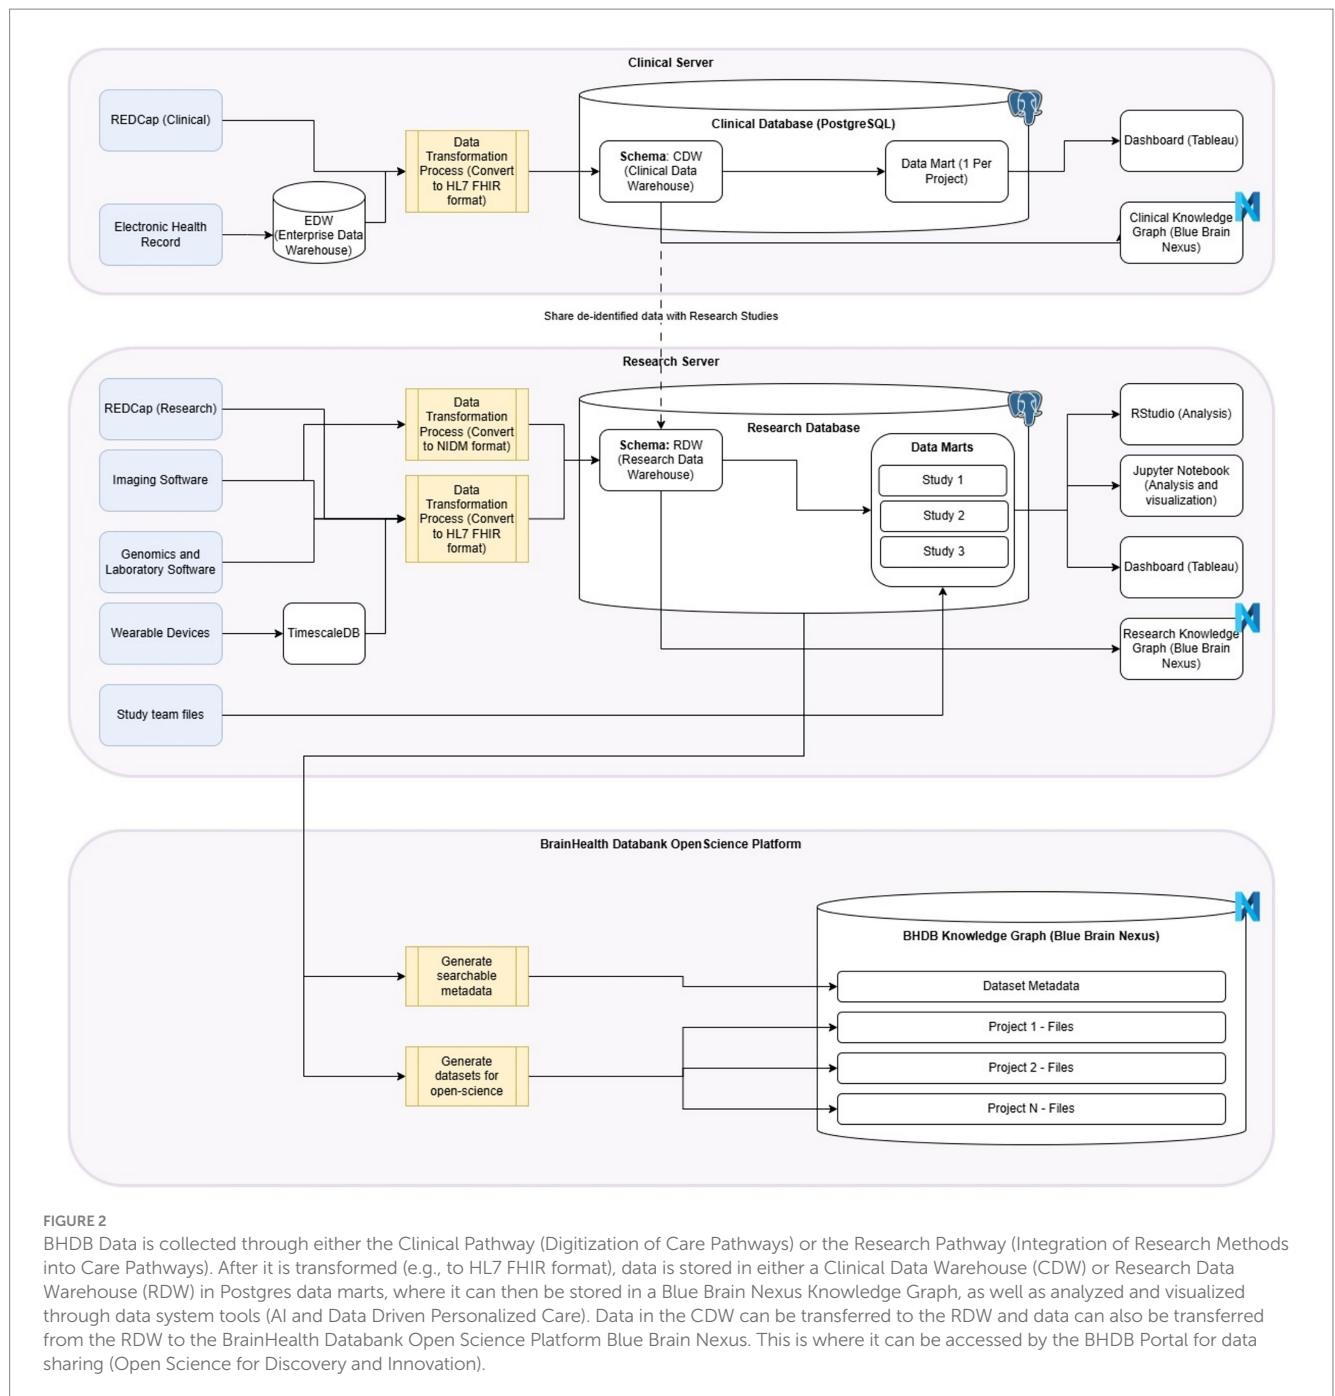 Clinical Server
REDCap (Clinical)
Electronic Health
Record
EDW
(Enterprise Data
Warehouse)
Data
Transformation
Process (Convert
to HL7 FHIR
format)
Clinical Database (PostgreSQL)
Schema: CDW
(Clinical Data
Warehouse)
Data Mart (1 Per
Project)
Dashboard (Tableau)
Clinical Knowledge
Graph (Blue Brain
Nexus)
Share de-identified data with Research Studies
Research Server
REDCap (Research)
Imaging Software
Genomics and
Laboratory Software
Wearable Devices
TimescaleDB
Study team files
Data
Transformation
Process (Convert
to NIDM format)
Data
Transformation
Process (Convert
to HL7 FHIR
format)
Research Database
Schema: RDW
(Research Data
Warehouse)
Data Marts
Study 1
Study 2
Study 3
RStudio (Analysis)
Jupyter Notebook
(Analysis and
visualization)
Dashboard (Tableau)
Research Knowledge
Graph (Blue Brain
Nexus)
BrainHealth Databank OpenScience Platform
Generate
searchable
metadata
Generate
datasets for
open-science
BHDB Knowledge Graph (Blue Brain Nexus)
Dataset Metadata
Project 1 - Files
Project 2 - Files
Project N - Files
FIGURE 2
BHDB Data is collected through either the Clinical Pathway (Digitization of Care Pathways) or the Research Pathway (Integration of Research Methods
into Care Pathways). After it is transformed (e.g., to HL7 FHIR format), data is stored in either a Clinical Data Warehouse (CDW) or Research Data
Warehouse (RDW) in Postgres data marts, where it can then be stored in a Blue Brain Nexus Knowledge Graph, as well as analyzed and visualized
through data system tools (AI and Data Driven Personalized Care). Data in the CDW can be transferred to the RDW and data can also be transferred
from the RDW to the BrainHealth Databank Open Science Platform Blue Brain Nexus. This is where it can be accessed by the BHDB Portal for data
sharing (Open Science for Discovery and Innovation).